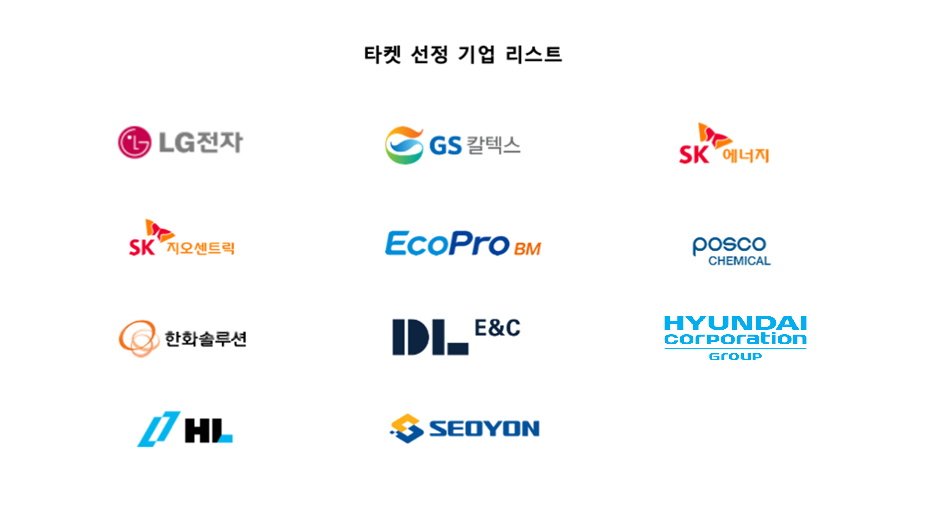 타켓 선정 기업 리스트
LG전자
GS 칼텍스
SK 에너지
SK 지오센트릭
EcoPro BM
posco
CHEMICAL
한화솔루션
DL E&C
HYUNDAI
corporation
GROUP
HL
SEOYON